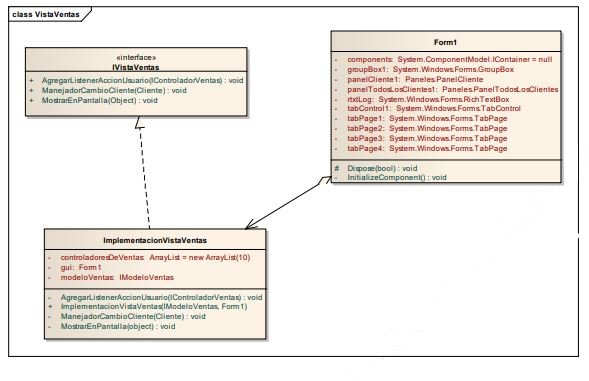 class VistaVentas
«interface»
IVistaVentas
+ AgregarListenerAccionUsuario(IControladorVentas) : void
+ ManejadorCambioCliente(Cliente) : void
+ MostrarEnPantalla(Object) : void
Form1
- components: System.ComponentModel.IContainer = null
- groupBox1: System.Windows.Forms.GroupBox
- panelCliente1: Paneles.PanelCliente
- panelTodosLosClientes1: Paneles.PanelTodosLosClientes
- rtxtLog: System.Windows.Forms.RichTextBox
- tabControl1: System.Windows.Forms.TabControl
- tabPage1: System.Windows.Forms.TabPage
- tabPage2: System.Windows.Forms.TabPage
- tabPage3: System.Windows.Forms.TabPage
- tabPage4: System.Windows.Forms.TabPage
# Dispose(bool) : void
- InitializeComponent() : void
ImplementacionVistaVentas
- controladoresDeVentas: ArrayList = new ArrayList(10)
- gui: Form1
- modeloVentas: IModeloVentas
- AgregarListenerAccionUsuario(IControladorVentas) : void
+ ImplementacionVistaVentas(IModeloVentas, Form1)
- ManejadorCambioCliente(Cliente) : void
- MostrarEnPantalla(object) : void